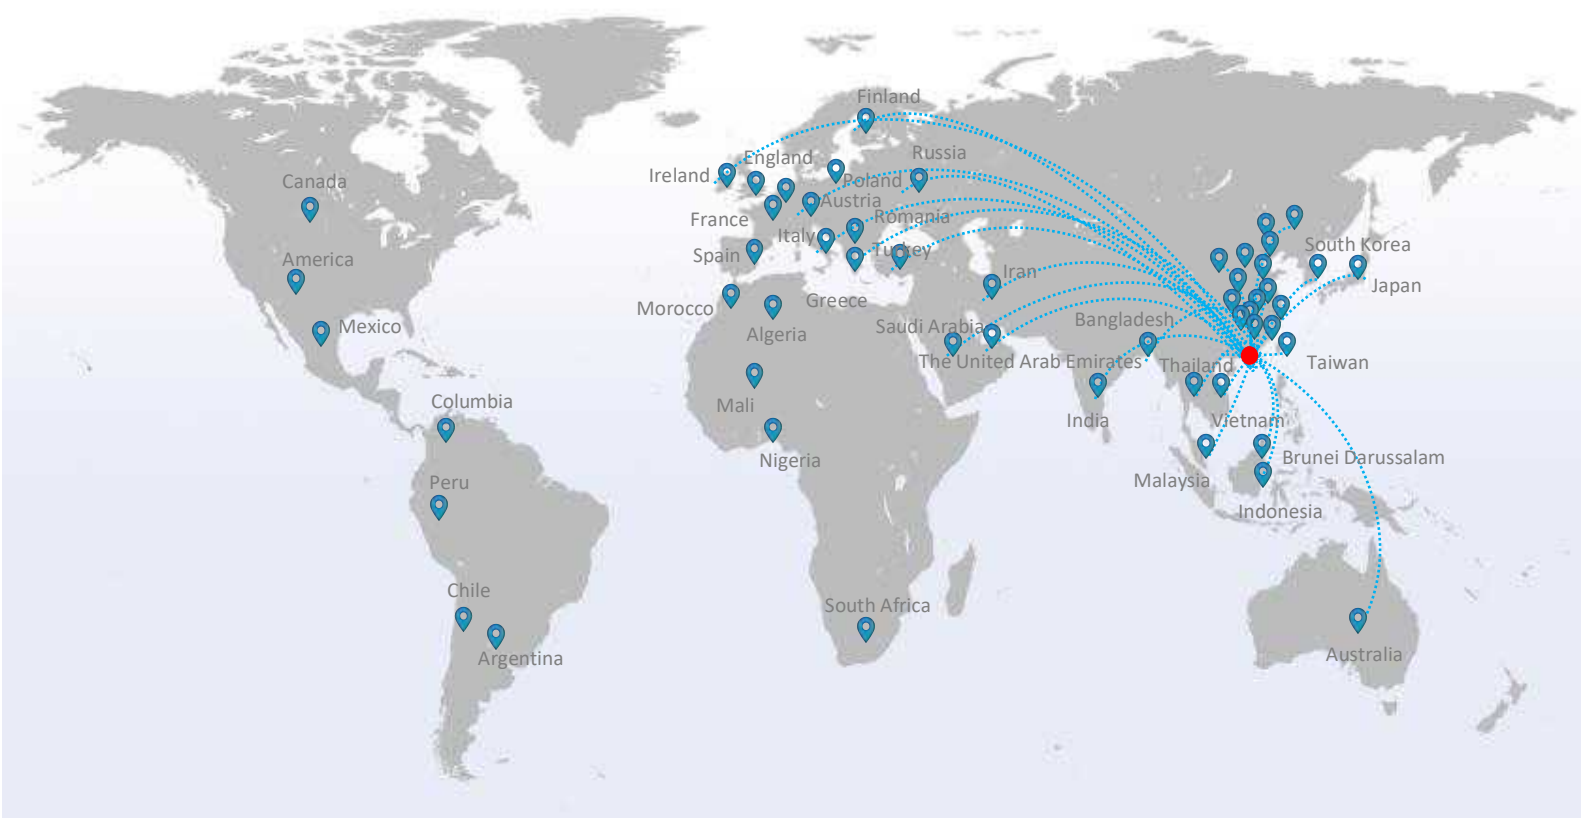 Finland
England
Russia
Ireland
Poland
Canada
Austria
France
Romania
Italy
South Korea
Spain
Turkey
America
Iran
Japan
Greece
Morocco
Saudi Arabia
Bangladesh
Mexico
Algeria
The United Arab Emirates
Thailand
Taiwan
Columbia
Mali
India
Vietnam
Nigeria
Brunei Darussalam
Peru
Malaysia
Indonesia
Chile
South Africa
Argentina
Australia